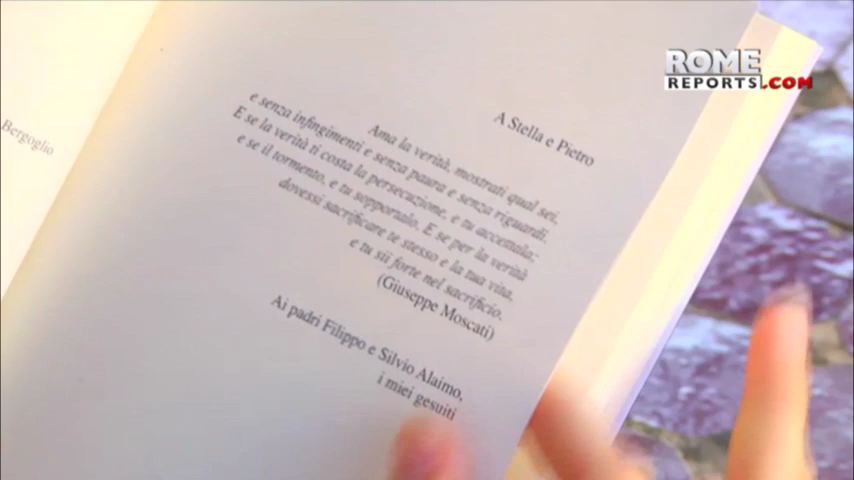 ROME
REPORTS.COM
Bergoglio
A Stella e Pietro
Ama la verità, mostrati qual sei,
e senza infingimenti e senza paura e senza riguardi.
E se la verità ti costa la persecuzione, e tu accettala;
e se il tormento, e tu sopportalo. E se per la verità
dovessi sacrificare te stesso e la tua vita,
e tu sii forte nel sacrificio.
(Giuseppe Moscati)
Ai padri Filippo e Silvio Alaimo,
i miei gesuiti